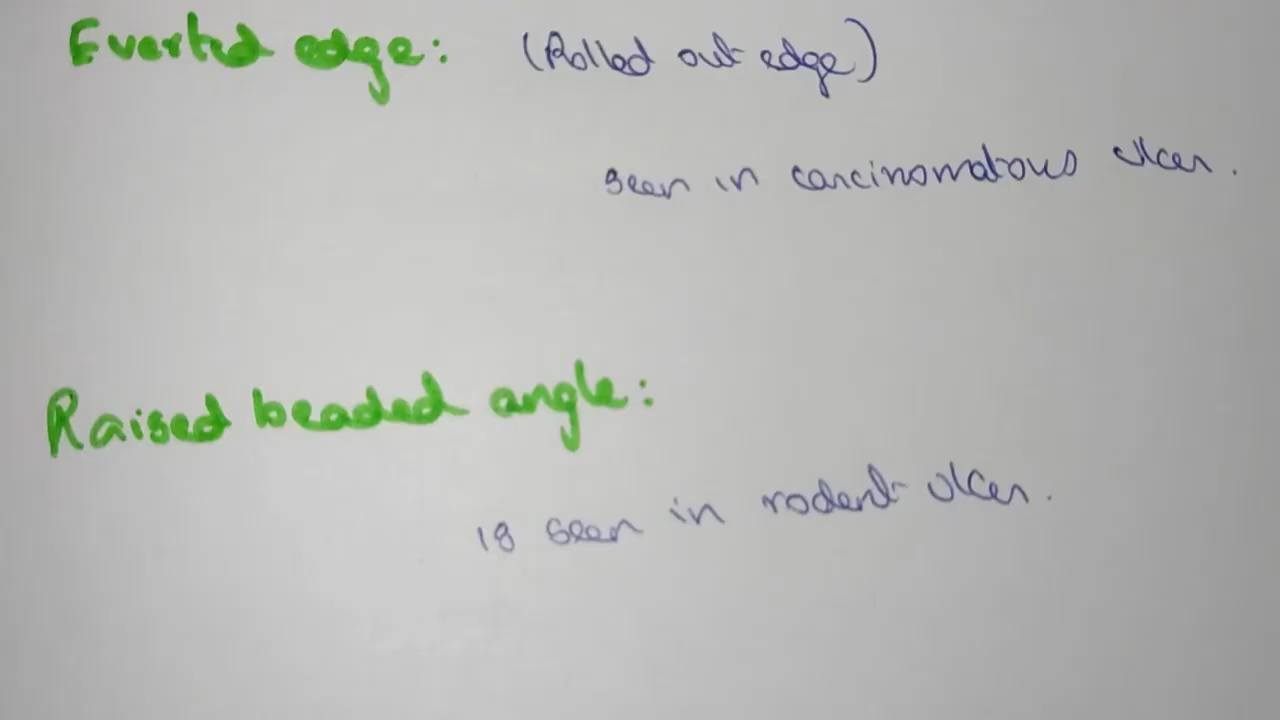 Everted edge: (Rolled out edge)
seen in carcinomatous ulcer.
Raised beaded angle:
is seen in rodent ulcer.